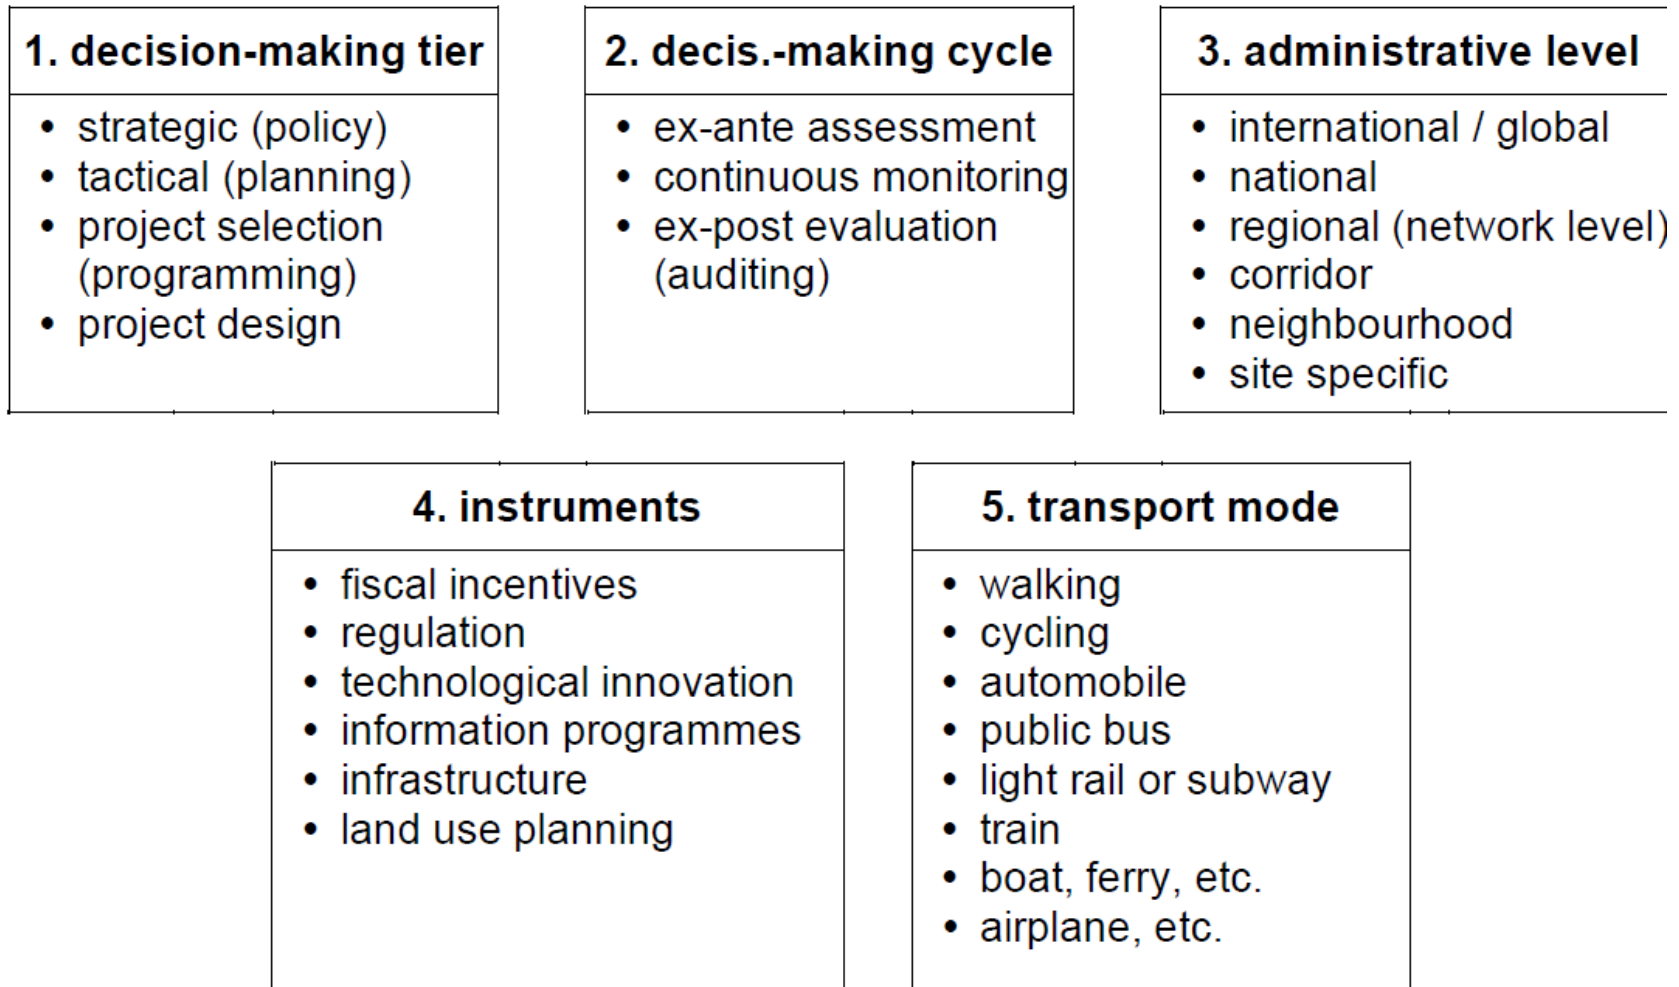 1. decision-making tier
• strategic (policy)
• tactical (planning)
• project selection
(programming)
• project design
2. decis.-making cycle
• ex-ante assessment
• continuous monitoring
• ex-post evaluation
(auditing)
3. administrative level
• international / global
• national
• regional (network level)
• corridor
• neighbourhood
• site specific
4. instruments
• fiscal incentives
• regulation
• technological innovation
• information programmes
• infrastructure
• land use planning
5. transport mode
• walking
• cycling
• automobile
• public bus
• light rail or subway
• train
• boat, ferry, etc.
• airplane, etc.